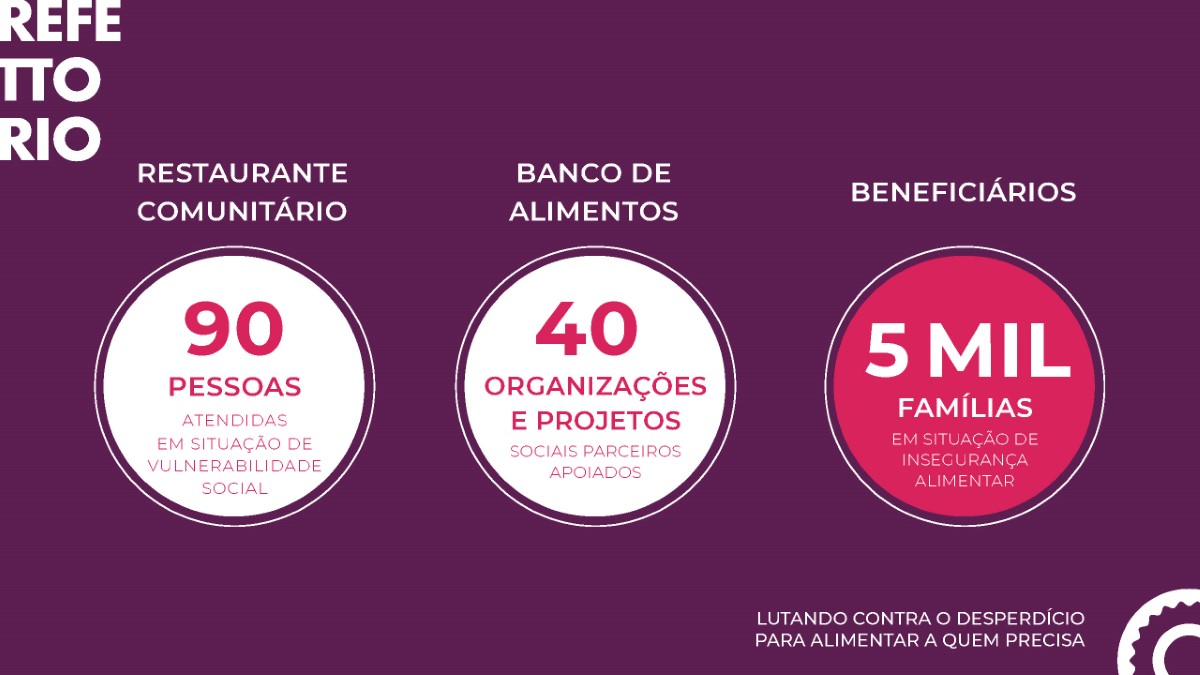 REFE
TTO
RIO
RESTAURANTE
COMUNITÁRIO
90
PESSOAS
ATENDIDAS
EM SITUAÇÃO DE
VULNERABILIDADE
SOCIAL
BANCO DE
ALIMENTOS
40
ORGANIZAÇÕES
E PROJETOS
SOCIAIS PARCEIROS
APOIADOS
BENEFICIÁRIOS
5 MIL
FAMÍLIAS
EM SITUAÇÃO DE
INSEGURANÇA
ALIMENTAR
LUTANDO CONTRA O DESPERDÍCIO
PARA ALIMENTAR A QUEM PRECISA